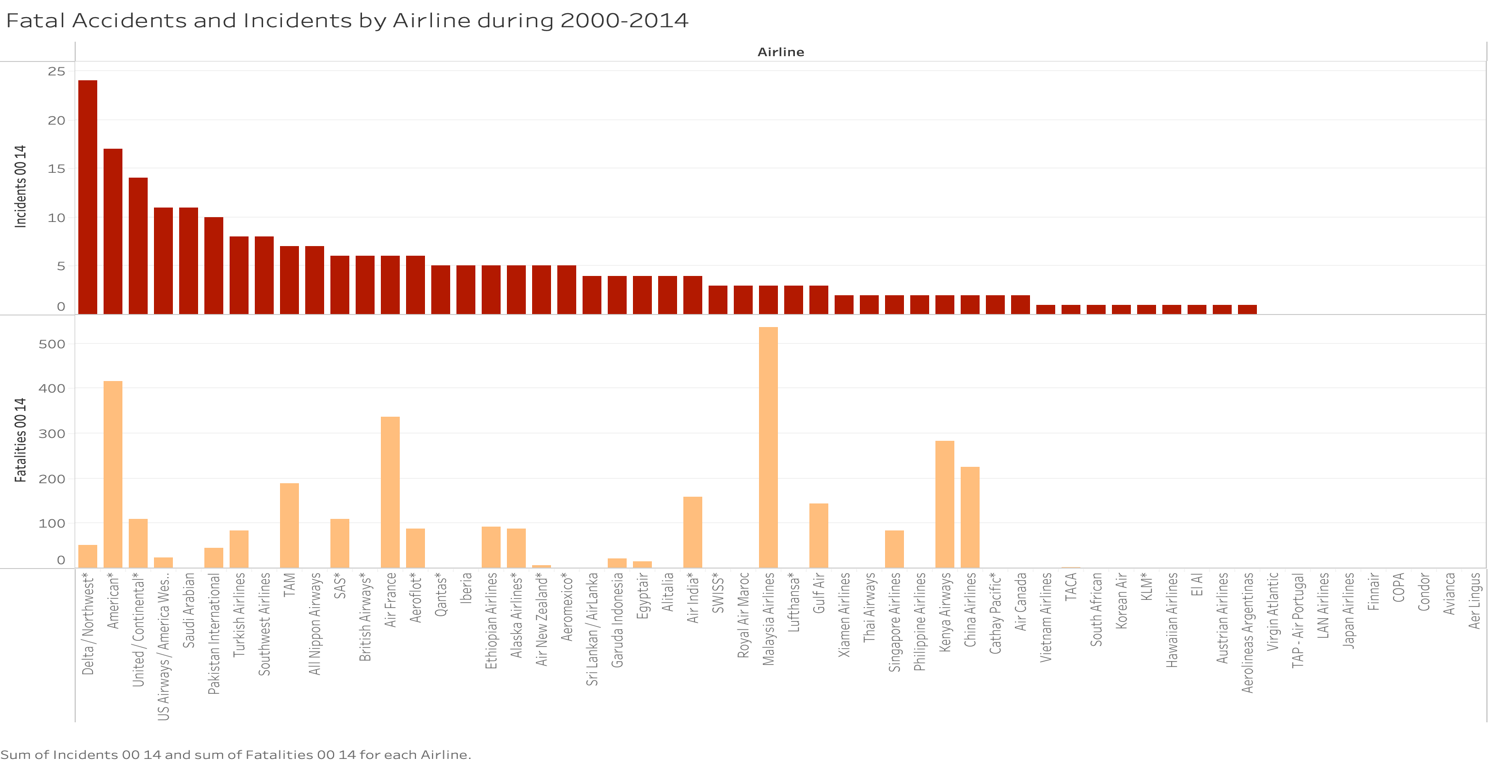 Fatal Accidents and Incidents by Airline during 2000-2014
Airline
Incidents 00 14
25
20
15
10
5
0
Fatalities 00 14
500
400
300
200
100
0
Delta / Northwest*
American*
United / Continental*
US Airways / America Wes..
Saudi Arabian
Pakistan International
Turkish Airlines
Southwest Airlines
TAM
All Nippon Airways
SAS*
British Airways*
Air France
Aeroflot*
Qantas*
Iberia
Ethiopian Airlines
Alaska Airlines*
Air New Zealand*
Aeromexico*
Sri Lankan / AirLanka
Garuda Indonesia
Egyptair
Alitalia
Air India*
SWISS*
Royal Air Maroc
Malaysia Airlines
Lufthansa*
Gulf Air
Xiamen Airlines
Thai Airways
Singapore Airlines
Philippine Airlines
Kenya Airways
China Airlines
Cathay Pacific*
Air Canada
Vietnam Airlines
TACA
South African
Korean Air
KLM*
Hawaiian Airlines
El Al
Austrian Airlines
Aerolineas Argentinas
Virgin Atlantic
TAP - Air Portugal
LAN Airlines
Japan Airlines
Finnair
COPA
Condor
Avianca
Aer Lingus
Sum of Incidents 00 14 and sum of Fatalities 00 14 for each Airline.